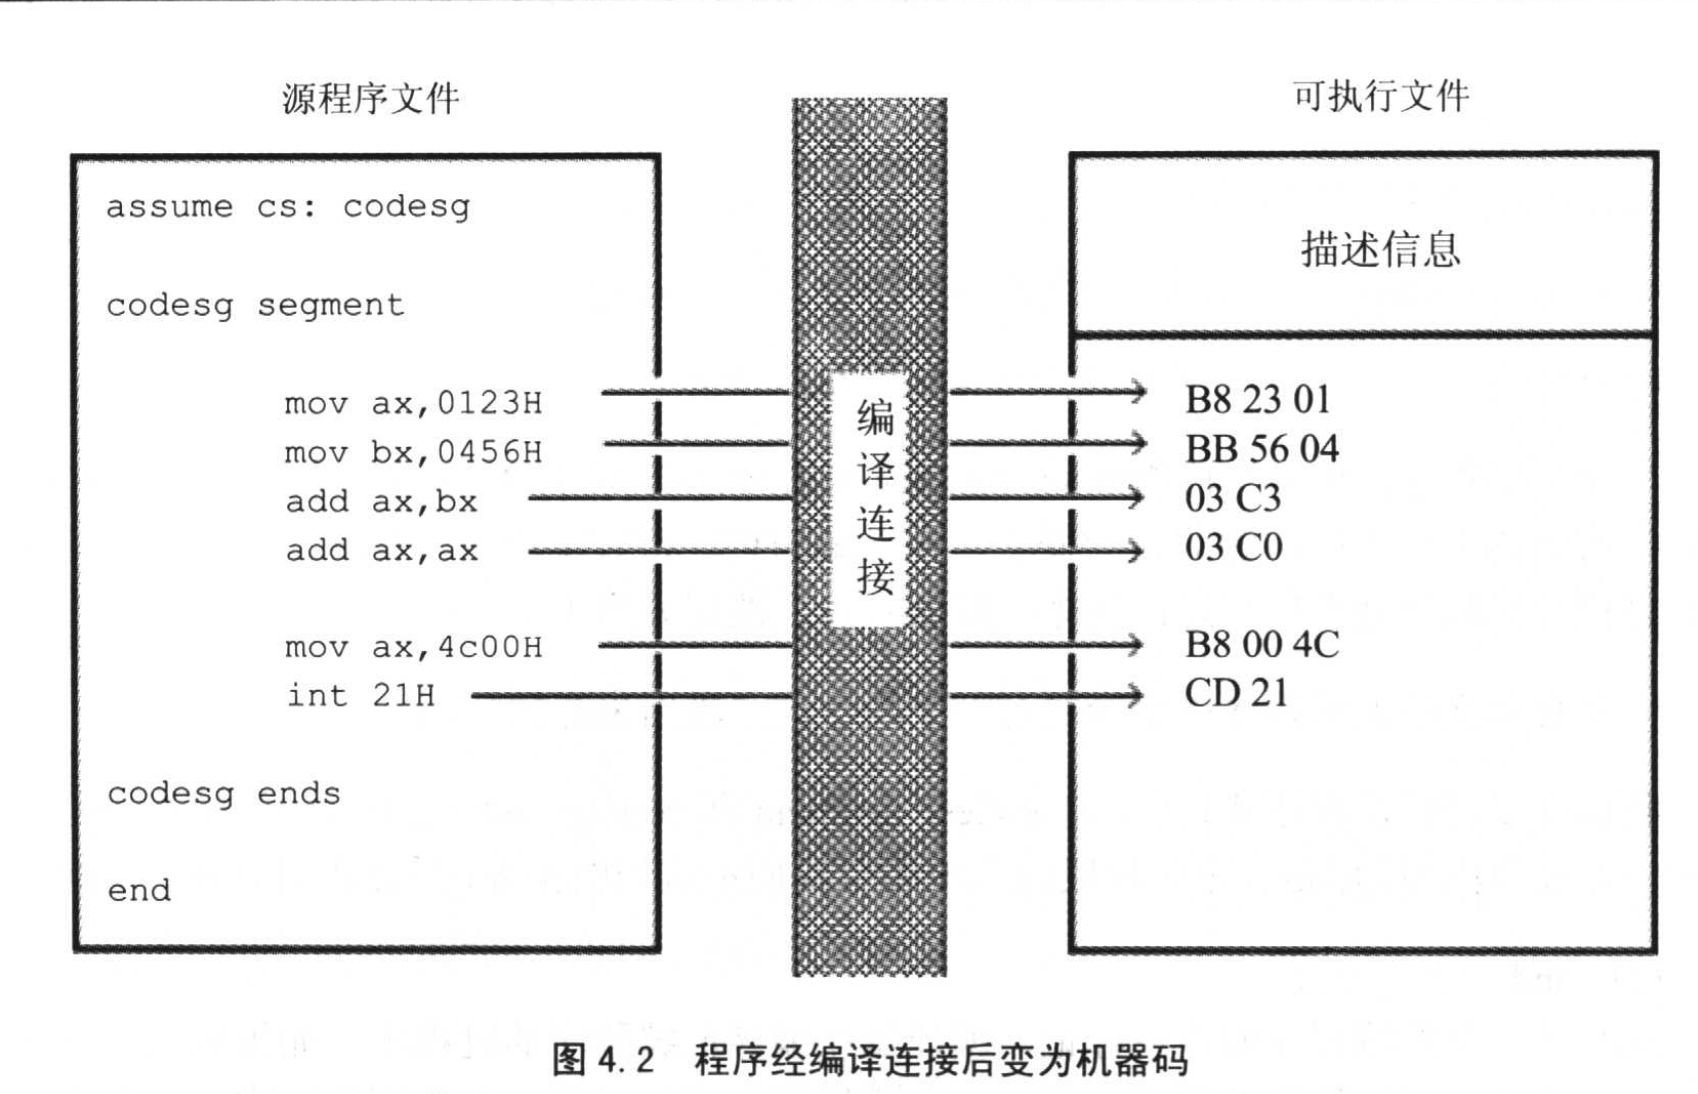 源程序文件
assume cs: codesg
codesg segment
mov ax,0123H
mov bx,0456H
add ax,bx
add ax,ax
mov ax,4c00H
int 21H
codesg ends
end
编
译
连
接
可执行文件
描述信息
B8 23 01
BB 56 04
03 C3
03 C0
B8 00 4C
CD 21
图 4.2 程序经编译连接后变为机器码